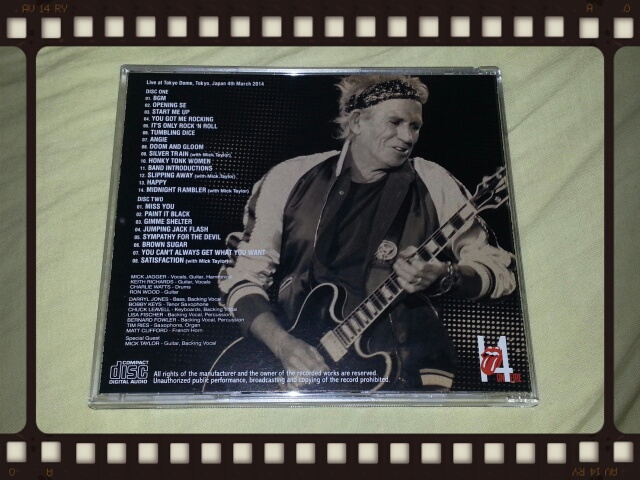 AU 14 RY
A
.0
Live at Tokyo Dome, Tokyo, Japan 4th March 2014
DISC ONE
01. BGM
02. OPENING SE
03. START ME UP
04. YOU GOT ME ROCKING
05. IT'S ONLY ROCK 'N ROLL
06. TUMBLING DICE
07. ANGIE
08. DOOM AND GLOOM
09. SILVER TRAIN (with Mick Taylor)
10. HONKY TONK WOMEN
11. BAND INTRODUCTIONS
12. SLIPPING AWAY (with Mick Taylor)
13. HAPPY
14. MIDNIGHT RAMBLER (with Mick Taylor)
DISC TWO
01. MISS YOU
02. PAINT IT BLACK
03. GIMME SHELTER
04. JUMPING JACK FLASH
05. SYMPATHY FOR THE DEVIL
06. BROWN SUGAR
07. YOU CAN'T ALWAYS GET WHAT YOU WANT
08. SATISFACTION (with Mick Taylor)
MICK JAGGER - Vocals, Guitar,
KEITH RICHARDS - Vocals, Guitar
CHARLIE WATTS - Drums
RON WOOD - Guitar
DARRYL JONES - Bass, Backing Vocal
BOBBY KEYS - Tenor Saxophone
CHUCK LEAVELL - Keyboards, Backing Vocal
LISA FISCHER - Backing Vocal, Percussion
BERNARD FOWLER - Backing Vocal, Percussion
TIM RIES - Saxophone, Organ
MATT CLIFFORD - French Horn
Special Guest
MICK TAYLOR - Guitar, Backing Vocal
COMPACT
disc
DIGITAL AUDIO
All rights of the manufacturer and the owner of the recorded works are reserved.
Unauthorized public performance, broadcasting and copying of the record prohibited.
14
ON FIRE
A
AU 14 RY